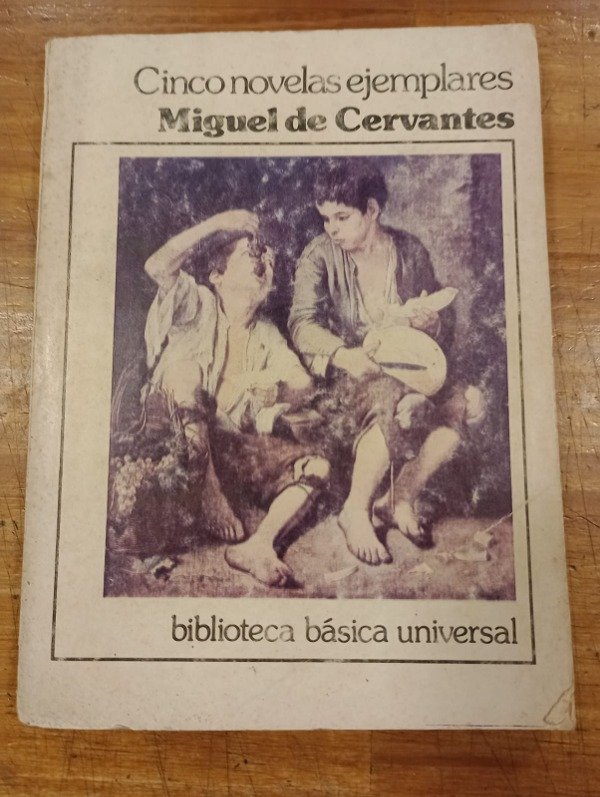 Cinco novelas ejemplares
Miguel de Cervantes
biblioteca básica universal